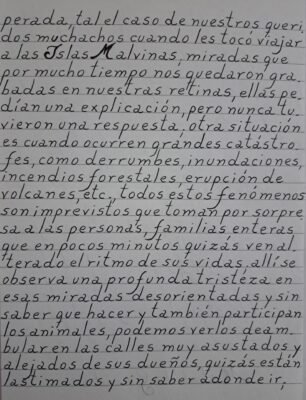 perada, tal el caso de nuestros queri,
dos muchachos cuando les tocó viajar
a las Islas Malvinas, miradas que
por mucho tiempo nos quedaron gra,
badas en nuestras retinas, ellas pe,
dían una explicación, pero nunca tu,
vieron una respuesta, otra situación
es cuando ocurren grandes catástro,
fes, como derrumbes, inundaciones,
incendios forestales, erupción de
volcanes, etc., todos estos fenómenos
son imprevistos que toman por sorpre,
sa a las personas, familias enteras
que en pocos minutos quizás ven al,
terado el ritmo de sus vidas, allí se
observa una profunda tristéza en
esas miradas desorientadas y sin
saber que hacer y también participan
los animales, podemos verlos deam,
bular en las calles muy asustados y
alejados de sus dueños, quizás están
lastimados y sin saber adonde ir,